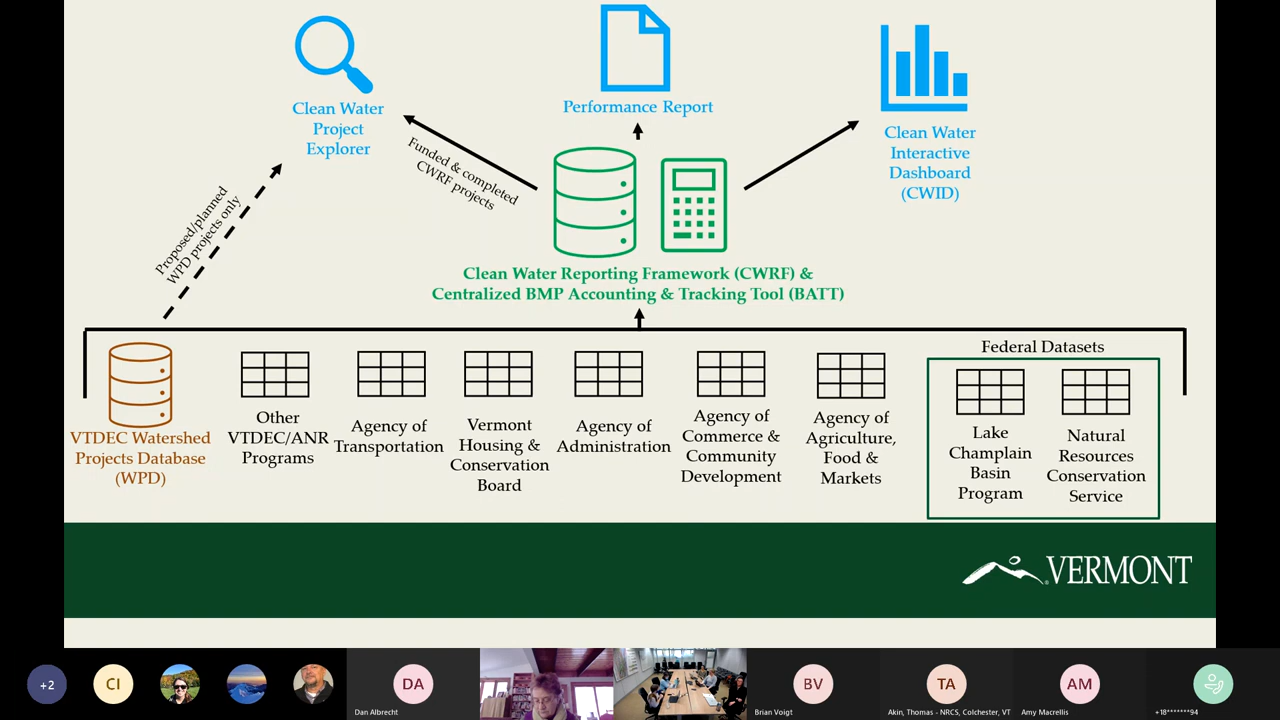 Clean Water
Project
Explorer
Performance Report
Clean Water
Interactive
Dashboard
(CWID)
Funded & completed
CWRF projects
Proposed/planned
WPD projects only
Clean Water Reporting Framework (CWRF) &
Centralized BMP Accounting & Tracking Tool (BATT)
VTDEC Watershed
Projects Database
(WPD)
Other
VTDEC/ANR
Programs
Agency of
Transportation
Vermont
Housing &
Conservation
Board
Agency of
Administration
Agency of
Commerce &
Community
Development
Agency of
Agriculture,
Food &
Markets
Federal Datasets
Lake
Champlain
Basin
Program
Natural
Resources
Conservation
Service
VERMONT
+2
CI
DA
Dan Albrecht
BV
Brian Voigt
TA
Akin, Thomas - NRCS, Colchester, VT
AM
Amy Macrellis
+18*******94